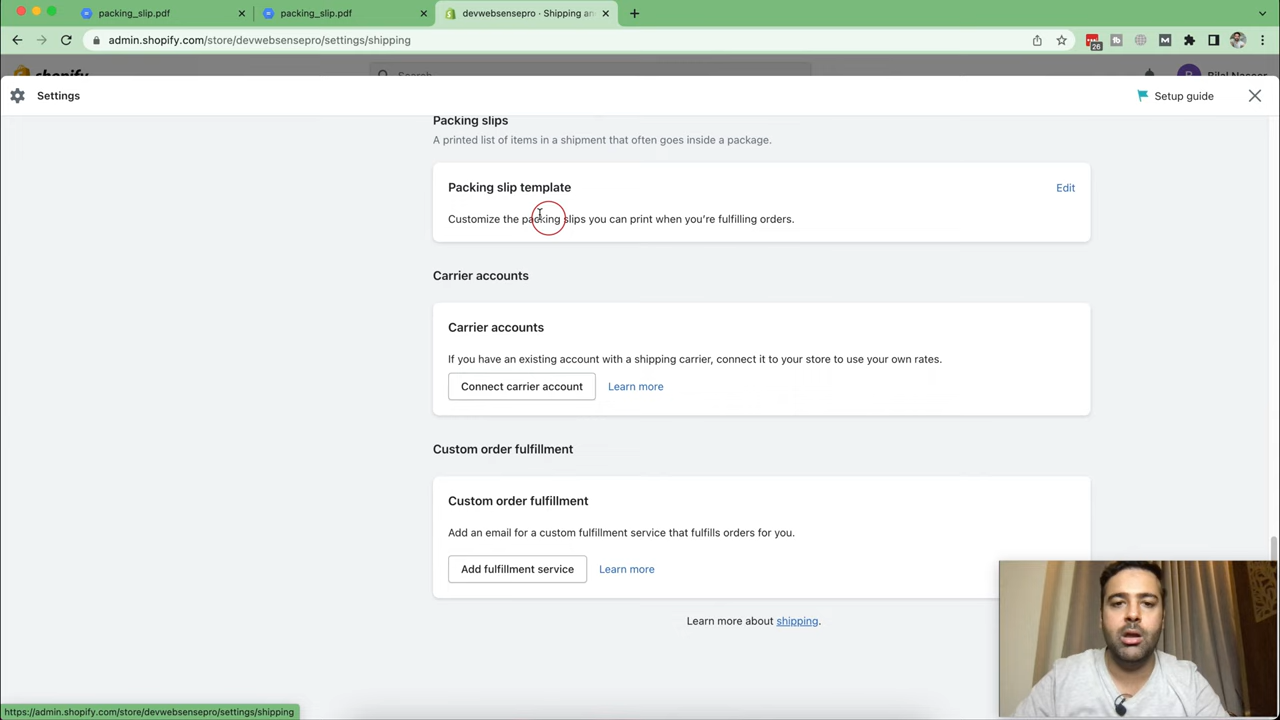 packing_slip.pdf
packing_slip.pdf
devwebsensepro · Shipping an
admin.shopify.com/store/devwebsensepro/settings/shipping
26
shopify
Search
Bilal Naseer
Settings
Setup guide
Packing slips
A printed list of items in a shipment that often goes inside a package.
Packing slip template
Edit
Customize the packing slips you can print when you're fulfilling orders.
Carrier accounts
Carrier accounts
If you have an existing account with a shipping carrier, connect it to your store to use your own rates.
Connect carrier account
Learn more
Custom order fulfillment
Custom order fulfillment
Add an email for a custom fulfillment service that fulfills orders for you.
Add fulfillment service
Learn more
Learn more about shipping.
https://admin.shopify.com/store/devwebsensepro/settings/shipping